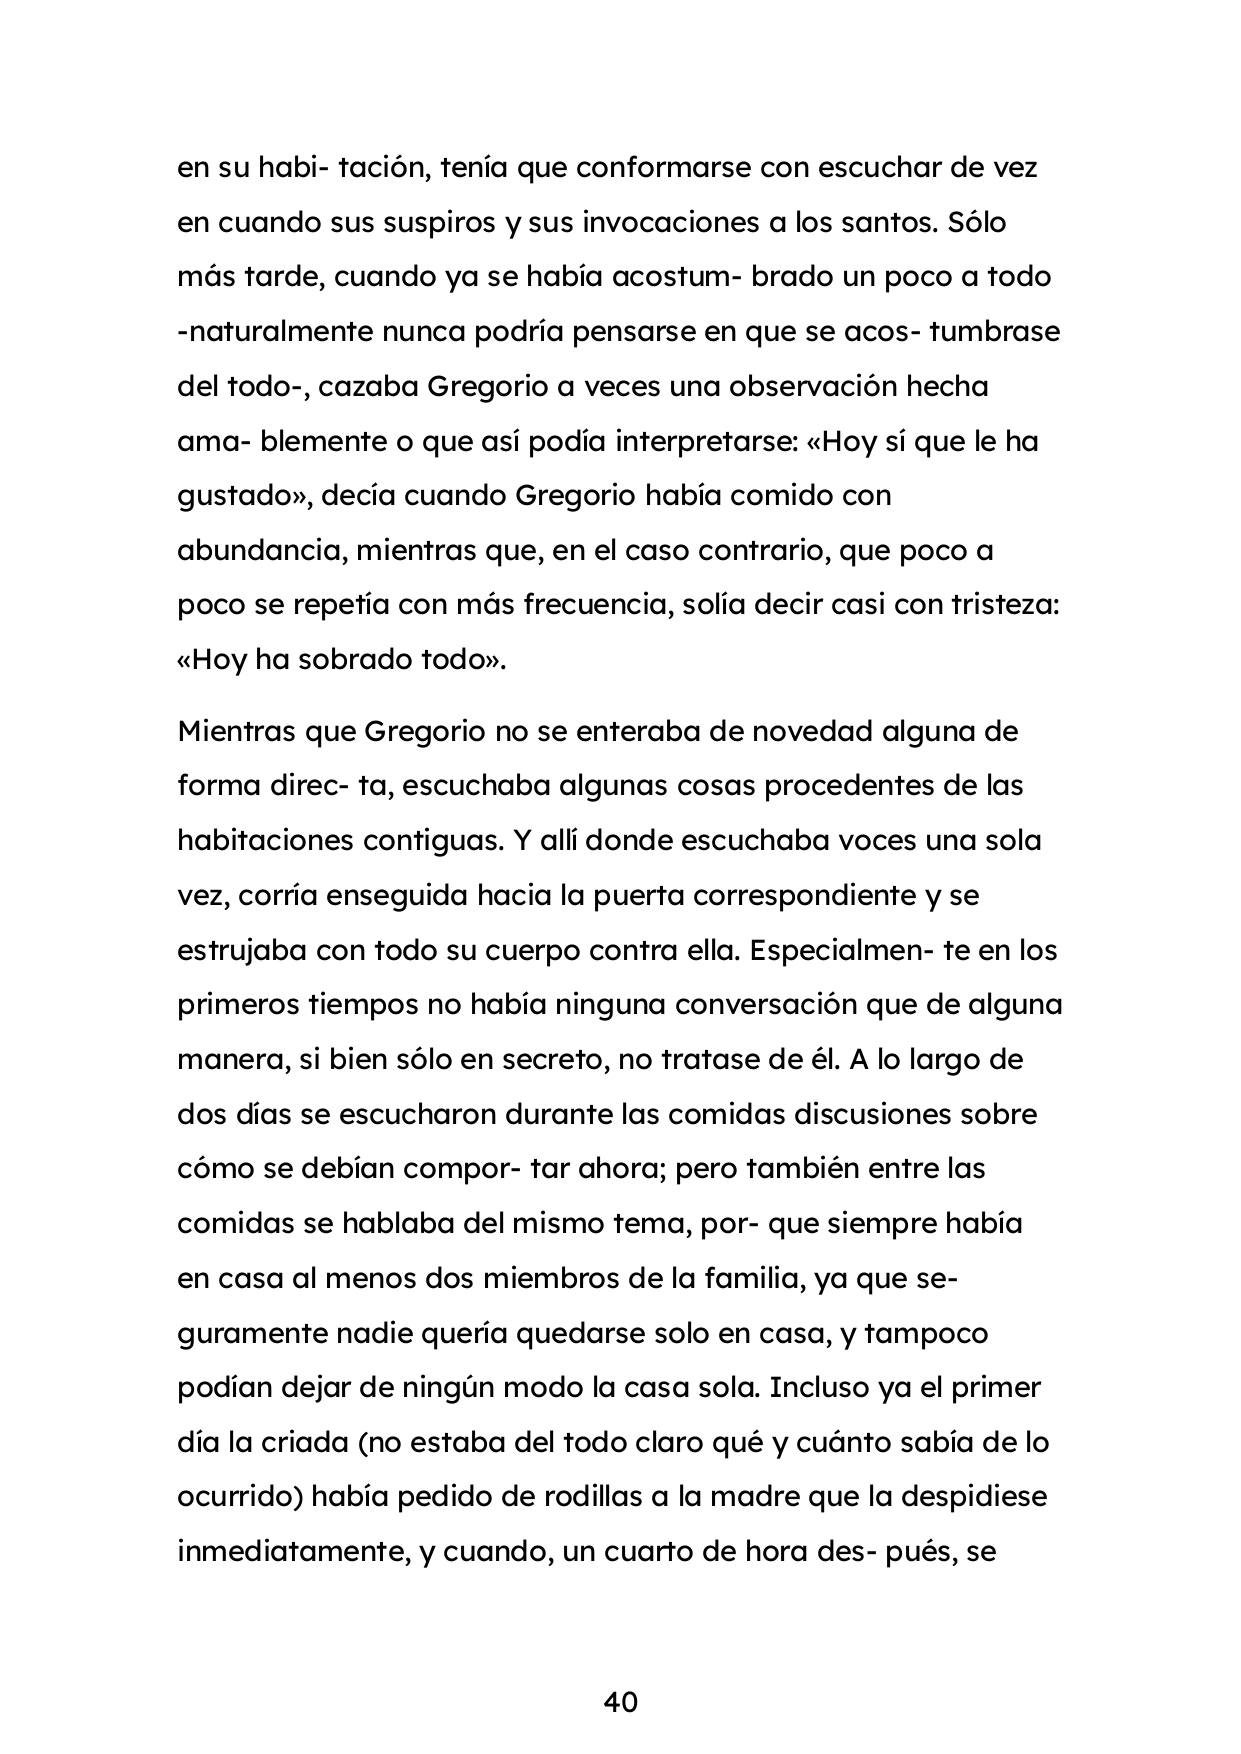 en su habi- tación, tenía que conformarse con escuchar de vez
en cuando sus suspiros y sus invocaciones a los santos. Sólo
más tarde, cuando ya se había acostum- brado un poco a todo
-naturalmente nunca podría pensarse en que se acos- tumbrase
del todo-, cazaba Gregorio a veces una observación hecha
ama- blemente o que así podía interpretarse: «Hoy sí que le ha
gustado», decía cuando Gregorio había comido con
abundancia, mientras que, en el caso contrario, que poco a
poco se repetía con más frecuencia, solía decir casi con tristeza:
«Hoy ha sobrado todo».
Mientras que Gregorio no se enteraba de novedad alguna de
forma direc- ta, escuchaba algunas cosas procedentes de las
habitaciones contiguas. Y allí donde escuchaba voces una sola
vez, corría enseguida hacia la puerta correspondiente y se
estrujaba con todo su cuerpo contra ella. Especialmen- te en los
primeros tiempos no había ninguna conversación que de alguna
manera, si bien sólo en secreto, no tratase de él. A lo largo de
dos días se escucharon durante las comidas discusiones sobre
cómo se debían compor- tar ahora; pero también entre las
comidas se hablaba del mismo tema, por- que siempre había
en casa al menos dos miembros de la familia, ya que se-
guramente nadie quería quedarse solo en casa, y tampoco
podían dejar de ningún modo la casa sola. Incluso ya el primer
día la criada (no estaba del todo claro qué y cuánto sabía de lo
ocurrido) había pedido de rodillas a la madre que la despidiese
inmediatamente, y cuando, un cuarto de hora des- pués, se
40